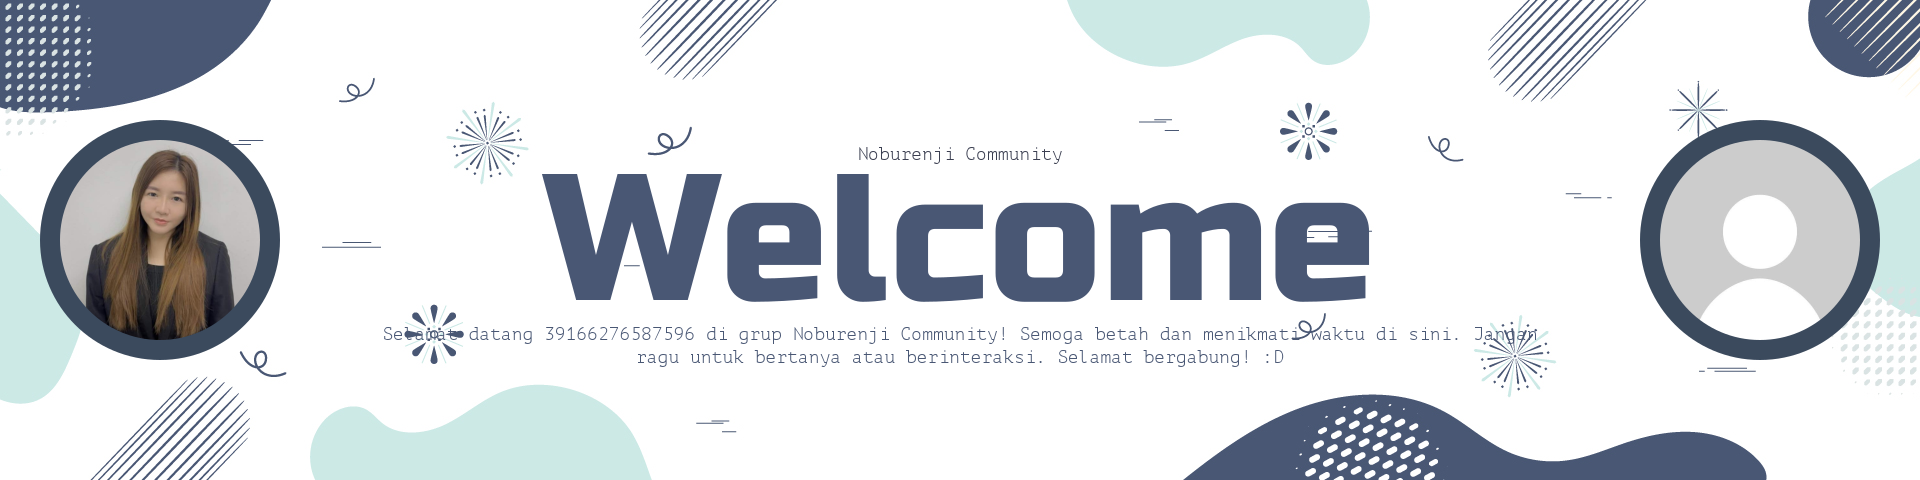 Noburenji Community
Welcome
Selamat datang 39166276587596 di grup Noburenji Community! Semoga betah dan menikmati waktu di sini. Jangan
ragu untuk bertanya atau berinteraksi. Selamat bergabung! :D